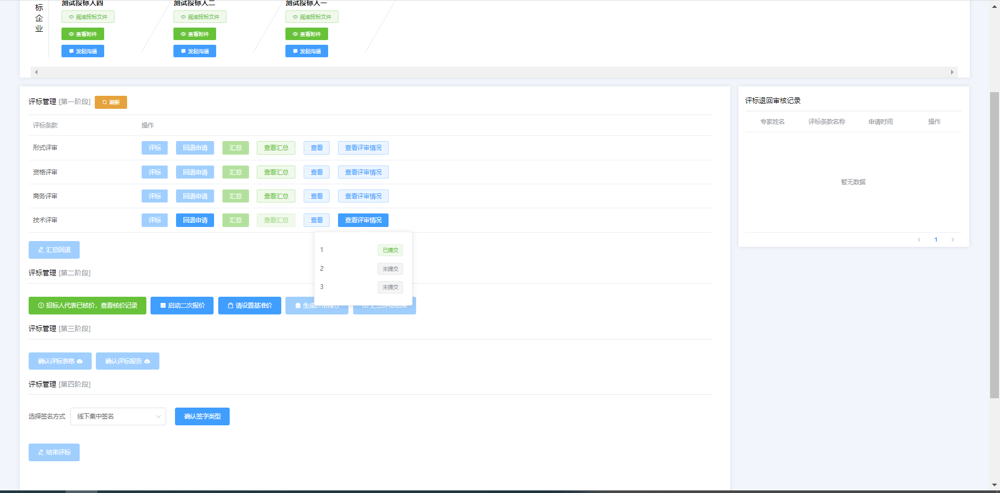 标
企
业
测试投标人四
测试投标人二
测试投标人一
阅读投标文件
阅读投标文件
阅读投标文件
查看附件
查看附件
查看附件
发起沟通
发起沟通
发起沟通
评标管理 [第一阶段] 刷新
评标条款 操作
形式评审 评标 回退申请 汇总 查看汇总 查看 查看评审情况
资格评审 评标 回退申请 汇总 查看汇总 查看 查看评审情况
商务评审 评标 回退申请 汇总 查看汇总 查看 查看评审情况
技术评审 评标 回退申请 汇总 查看汇总 查看 查看评审情况
1 已提交
2 未提交
3 未提交
汇总回退
评标管理 [第二阶段]
招标人代表已核价，查看核价记录 启动二次报价 请设置基准价 生成价格得分 汇总评标结果
评标管理 [第三阶段]
确认评标表格 确认评标报告
评标管理 [第四阶段]
选择签名方式 线下集中签名 确认签字类型
结束评标
评标退回审核记录
专家姓名 评标条款名称 申请时间 操作
暂无数据
1